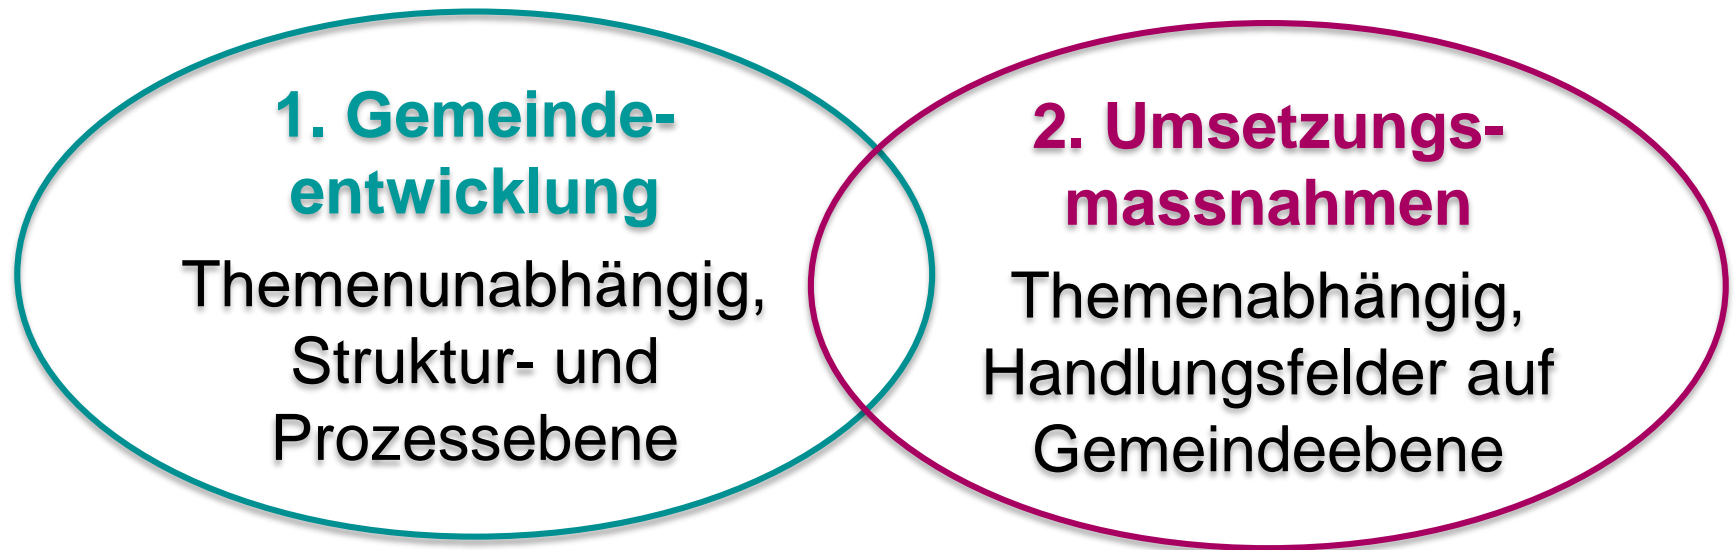 1. Gemeinde-
entwicklung
Themenunabhängig,
Struktur- und
Prozessebene
2. Umsetzungs-
massnahmen
Themenabhängig,
Handlungsfelder auf
Gemeindeebene